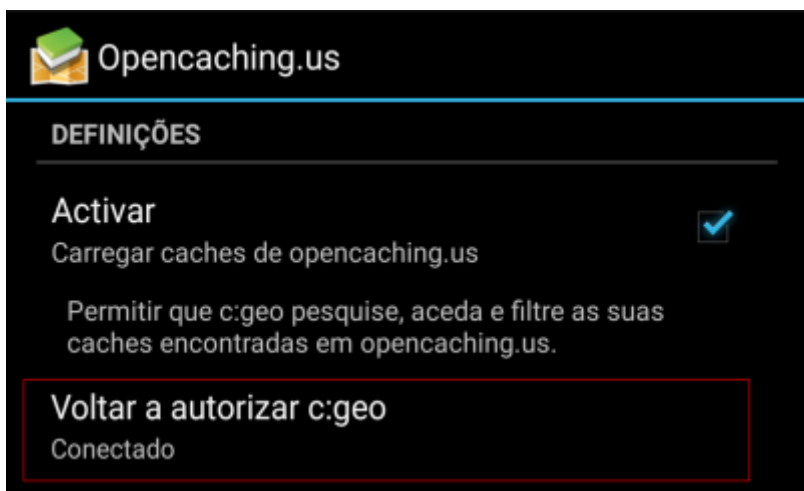 Opencaching.us
DEFINIÇÕES
Activar
Carregar caches de opencaching.us
Permitir que c:geo pesquise, aceda e filtre as suas
caches encontradas em opencaching.us.
Voltar a autorizar c:geo
Conectado